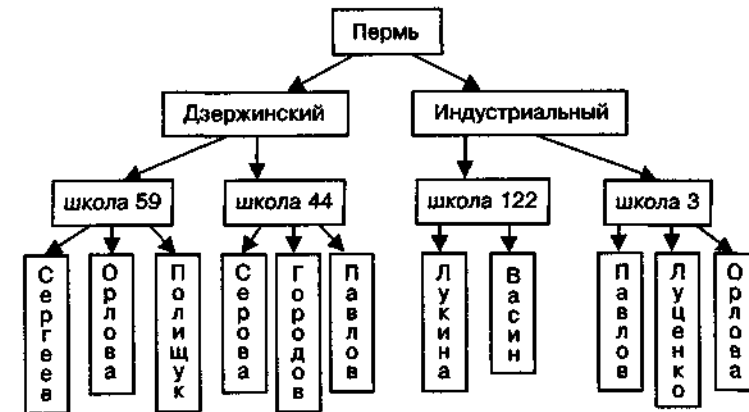 Пермь
Дзержинский
Индустриальный
школа 59
школа 44
школа 122
школа 3
Сергеев
Орлова
Полищук
Серова
Городов
Павлов
Лукина
Васин
Павлов
Луценко
Орлова